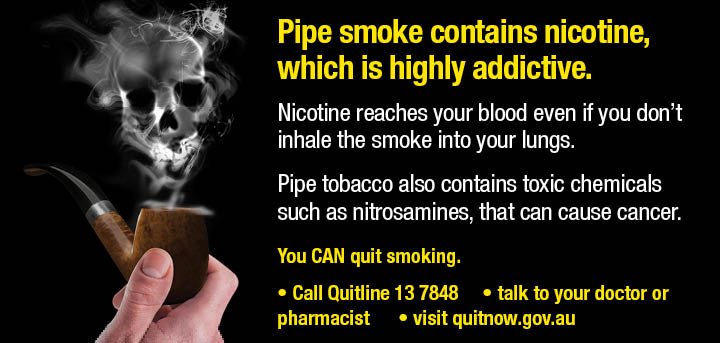 Pipe smoke contains nicotine,
which is highly addictive.
Nicotine reaches your blood even if you don’t
inhale the smoke into your lungs.
Pipe tobacco also contains toxic chemicals
such as nitrosamines, that can cause cancer.
You CAN quit smoking.
• Call Quitline 13 7848 • talk to your doctor or
pharmacist • visit quitnow.gov.au